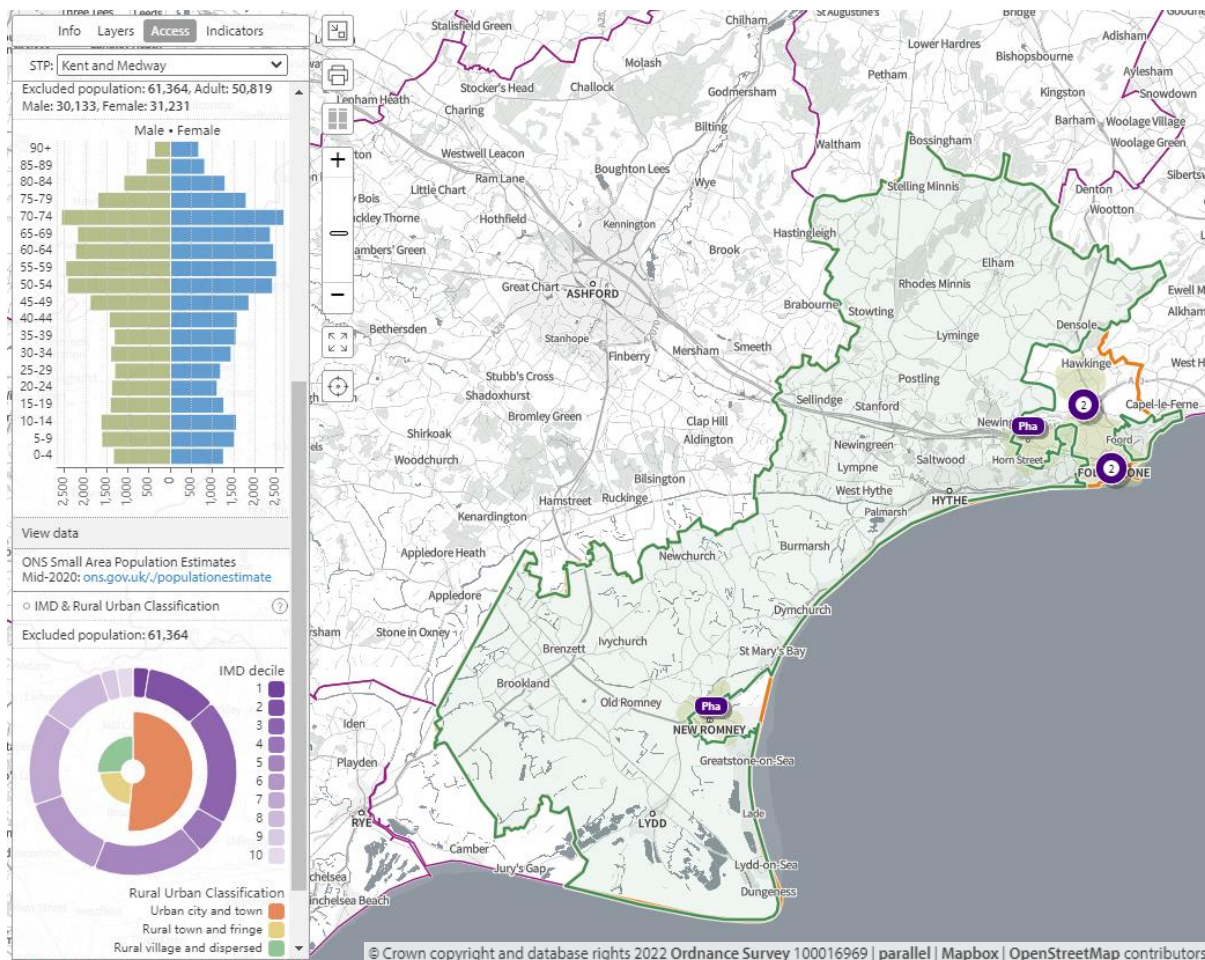 Three Lees
Leeds
Info Layers Access Indicators
STP: Kent and Medway
Excluded population: 61,364, Adult: 50,819
Male: 30,133, Female: 31,231
Male • Female
90+
85-89
80-84
75-79
70-74
65-69
60-64
55-59
50-54
45-49
40-44
35-39
30-34
25-29
20-24
15-19
10-14
5-9
0-4
2,500 2,000 1,500 1,000 500 0 500 1,000 1,500 2,000 2,500
View data
ONS Small Area Population Estimates
Mid-2020: ons.gov.uk/./populationestimate
IMD & Rural Urban Classification ?
Excluded population: 61,364
IMD decile
1
2
3
4
5
6
7
8
9
10
Rural Urban Classification
Urban city and town
Rural town and fringe
Rural village and dispersed
+
−
Stalisfield Green
A251
Chilham
St Augustine's
Bridge
Adisham
Lower Hardres
Bishopsbourne
Molash
Petham
Kingston
Aylesham
Stocker's Head
Challock
Godmersham
Snowdown
Lenham Heath
Charing
Barham
Woolage Village
Bilting
Waltham
Bossingham
Woolage Green
Westwell Leacon
Boughton Lees
Ram Lane
Wye
Stelling Minnis
Denton
Little Chart
Wootton
Hothfield
Kennington
Hastingleigh
Brook
Elham
Great Chart
ASHFORD
Rhodes Minnis
Brabourne
Stowting
A28
A2070
Densole
Bethersden
Stanhope
Lyminge
Mersham
Smeeth
Finberry
Hawkinge
Stubb's Cross
Postling
Shadoxhurst
Sellindge
Stanford
Capel-le-Ferne
Bromley Green
Clap Hill
2
Pha
Aldington
Newingreen
Foord
Shirkoak
Saltwood
Horn Street
Woodchurch
Lympne
2
Bilsington
West Hythe
HYTHE
Hamstreet
Ruckinge
Palmarsh
Kenardington
Burmarsh
Appledore Heath
Newchurch
Appledore
Dymchurch
Stone in Oxney
Ivychurch
Brenzett
St Mary's Bay
Brookland
Old Romney
Pha
Iden
NEW ROMNEY
Playden
Greatstone-on-Sea
RYE
LYDD
Lade
Camber
Jury's Gap
Lydd-on-Sea
Dungeness
© Crown copyright and database rights 2022 Ordnance Survey 100016969 | parallel | Mapbox | OpenStreetMap contributors